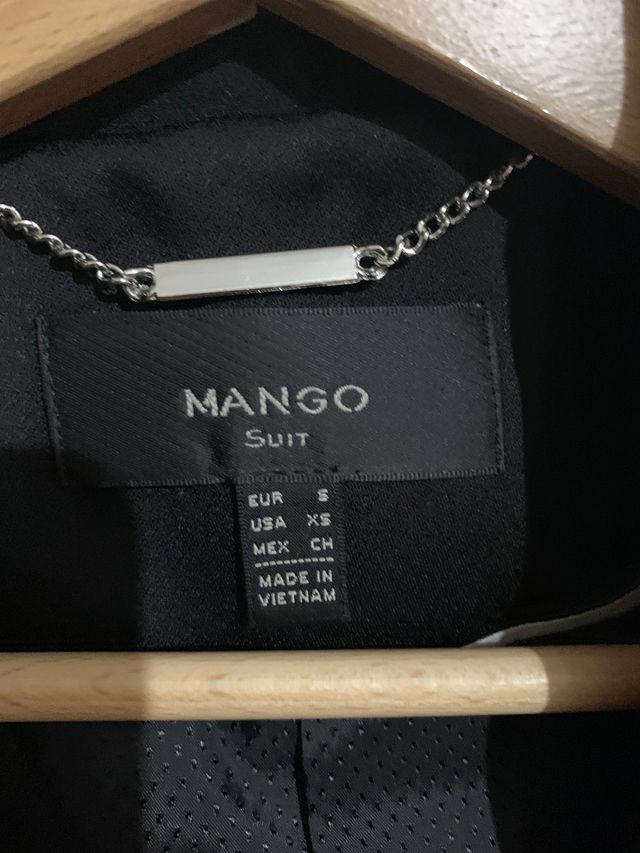 MANGO
SUIT
EUR S
USA XS
MEX CH
MADE IN
VIETNAM